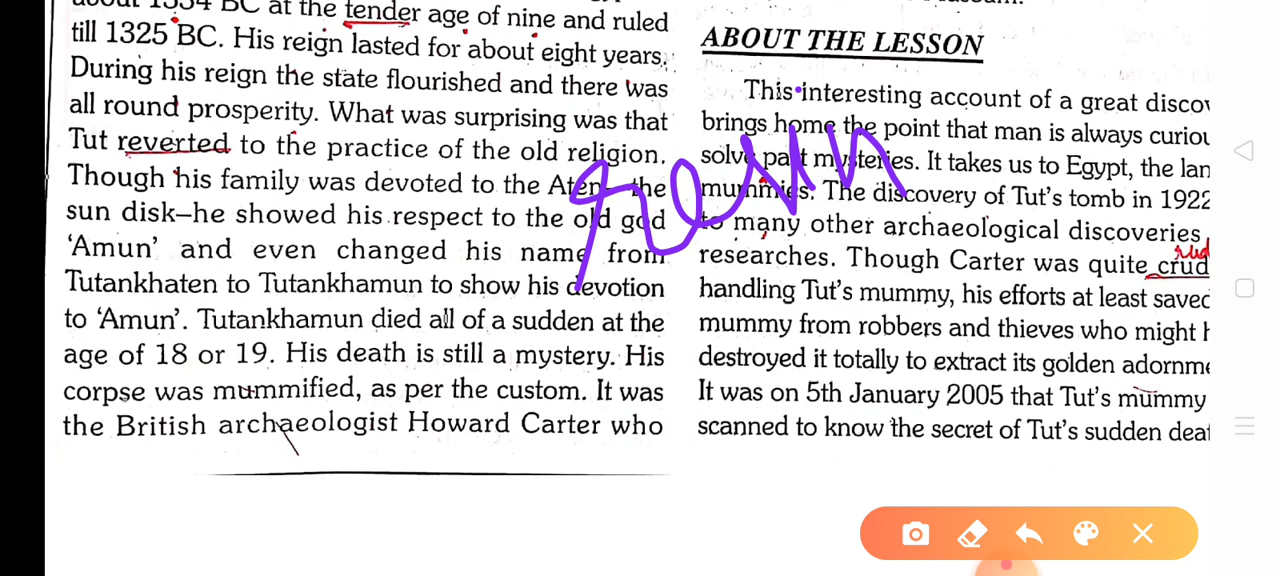 BC at the tender age of nine and ruled
till 1325 BC. His reign lasted for about eight years.
During his reign the state flourished and there was
all round prosperity. What was surprising was that
Tut reverted to the practice of the old religion.
Though his family was devoted to the Aten—the
sun disk—he showed his respect to the old god
'Amun' and even changed his name from
Tutankhaten to Tutankhamun to show his devotion
to 'Amun'. Tutankhamun died all of a sudden at the
age of 18 or 19. His death is still a mystery. His
corpse was mummified, as per the custom. It was
the British archaeologist Howard Carter who
ABOUT THE LESSON
This interesting account of a great discov
brings home the point that man is always curiou
solve past mysteries. It takes us to Egypt, the lan
mummies. The discovery of Tut's tomb in 1922
to many other archaeological discoveries
rud
researches. Though Carter was quite crud
handling Tut's mummy, his efforts at least saved
mummy from robbers and thieves who might h
destroyed it totally to extract its golden adornme
It was on 5th January 2005 that Tut's mummy
scanned to know the secret of Tut's sudden deat